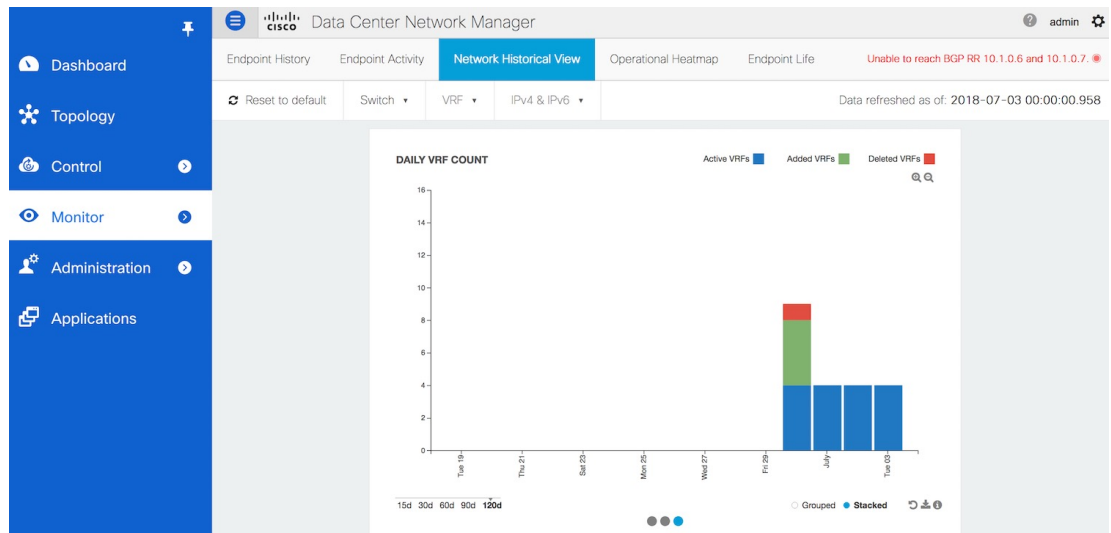 cisco Data Center Network Manager
admin
Dashboard
Topology
Control
Monitor
Administration
Applications
Endpoint History Endpoint Activity Network Historical View Operational Heatmap Endpoint Life
Unable to reach BGP RR 10.1.0.6 and 10.1.0.7.
Reset to default Switch VRF IPv4 & IPv6
Data refreshed as of: 2018-07-03 00:00:00.958
DAILY VRF COUNT
Active VRFs Added VRFs Deleted VRFs
16
14
12
10
8
6
4
2
0
Tue 19 Thu 21 Sat 23 Mon 25 Wed 27 Fri 29 July Tue 03
15d 30d 60d 90d 120d
Grouped Stacked